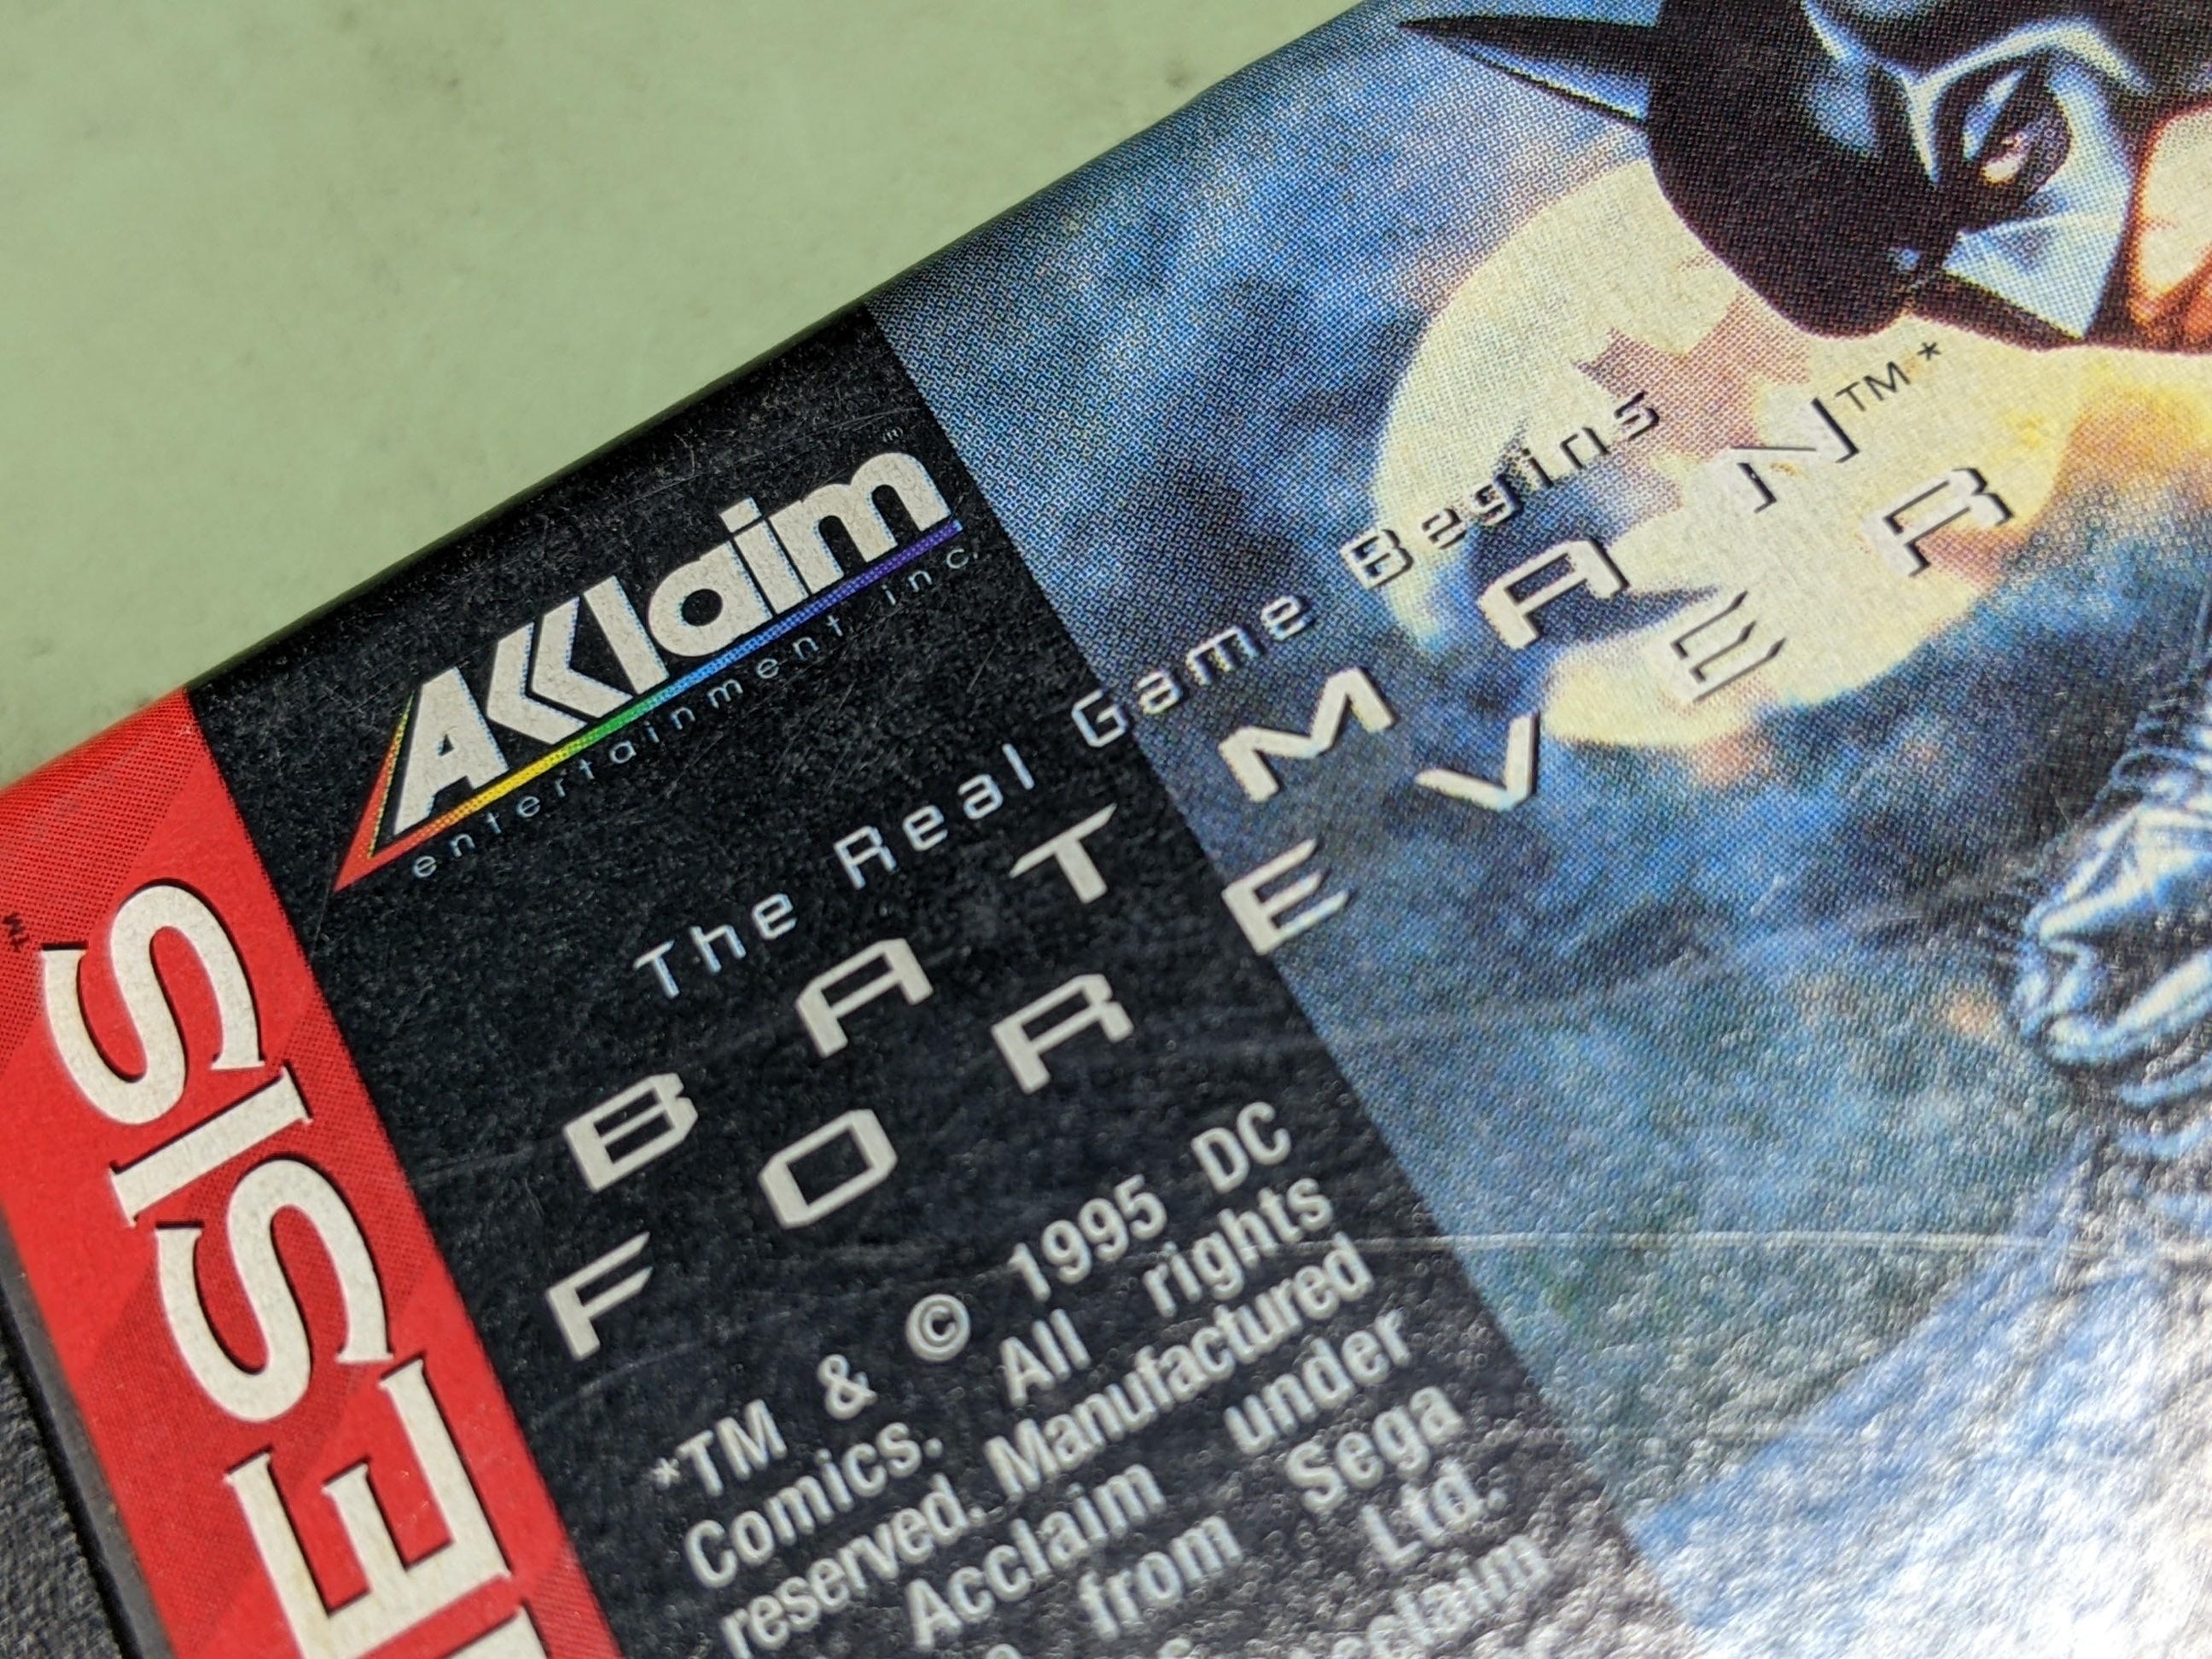 Acclaim
entertainment inc.
The Real Game Begins
BATMAN™*
FOREVER
*TM & © 1995 DC
Comics. All rights
reserved. Manufactured
Acclaim under
from Sega
Ltd.
ESIS™